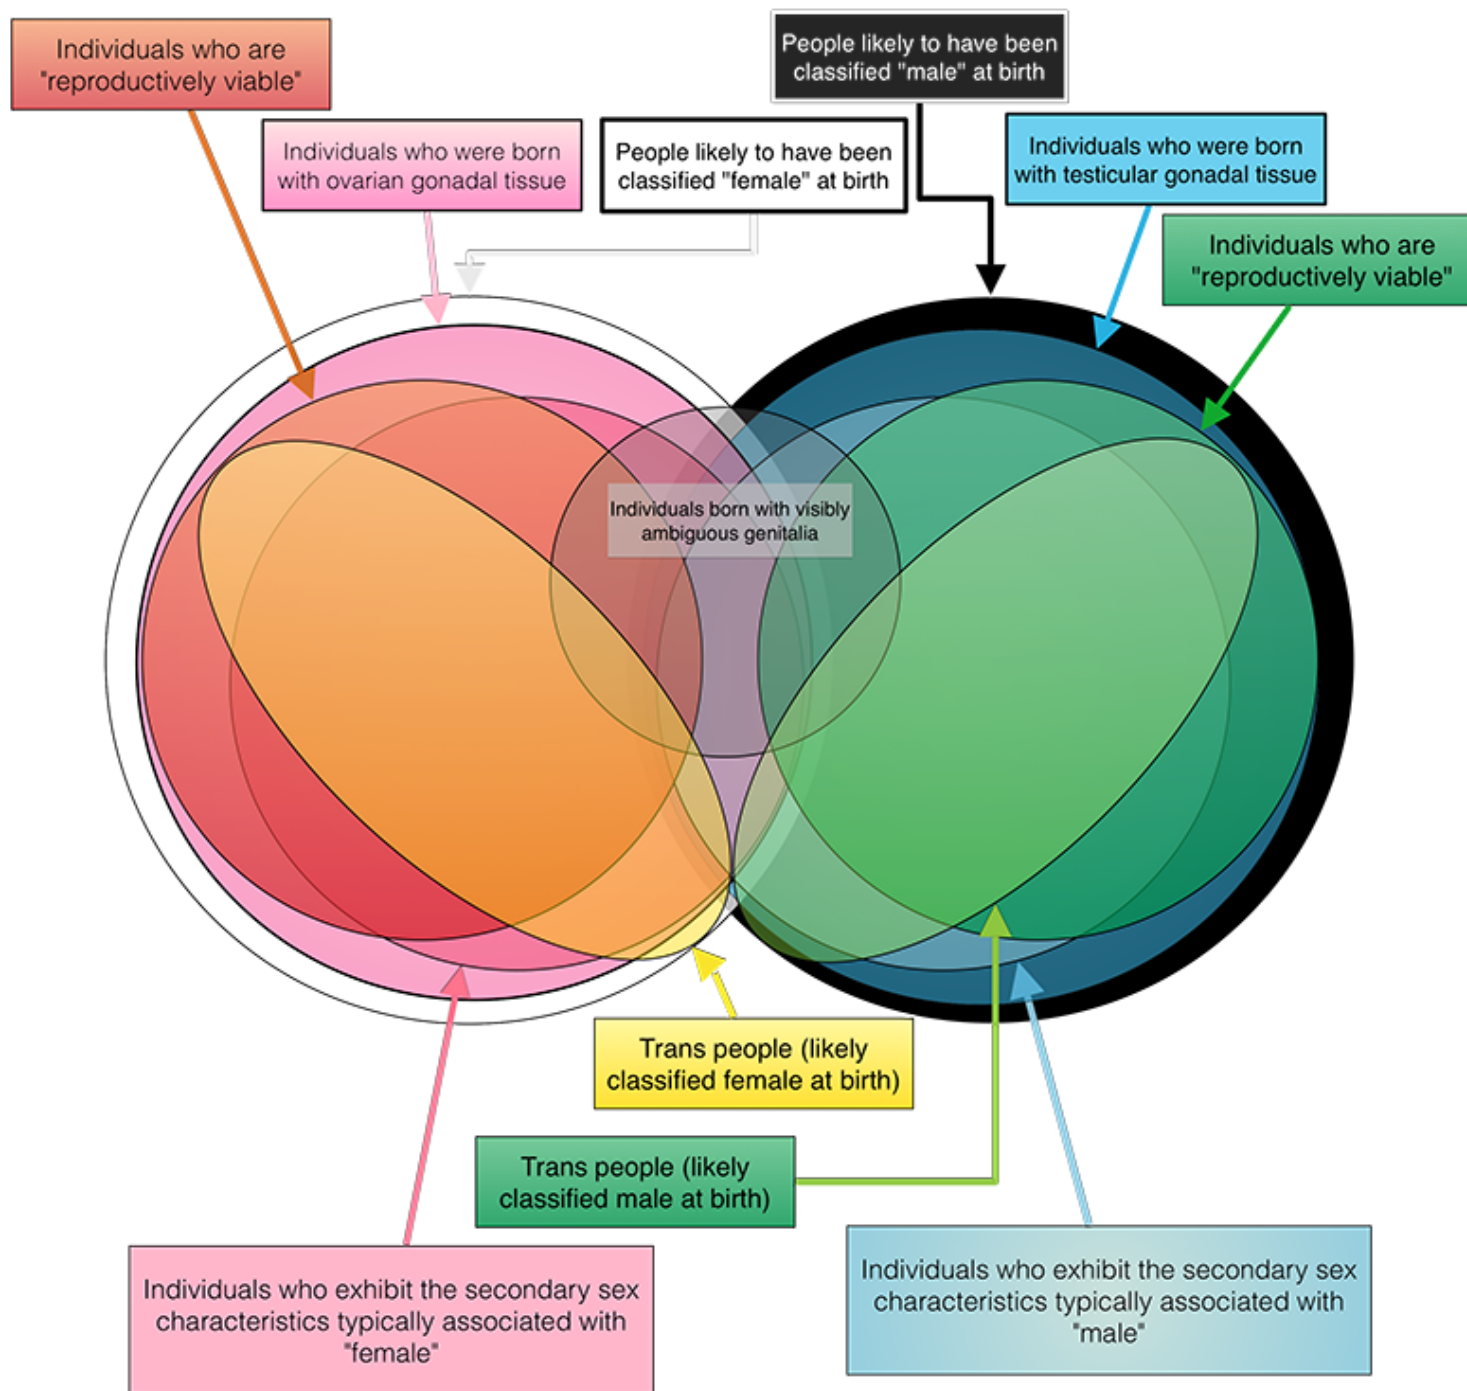 Individuals who are
"reproductively viable"
People likely to have been
classified "male" at birth
Individuals who were born
with ovarian gonadal tissue
People likely to have been
classified "female" at birth
Individuals who were born
with testicular gonadal tissue
Individuals who are
"reproductively viable"
Individuals born with visibly
ambiguous genitalia
Trans people (likely
classified female at birth)
Trans people (likely
classified male at birth)
Individuals who exhibit the secondary sex
characteristics typically associated with
"female"
Individuals who exhibit the secondary sex
characteristics typically associated with
"male"